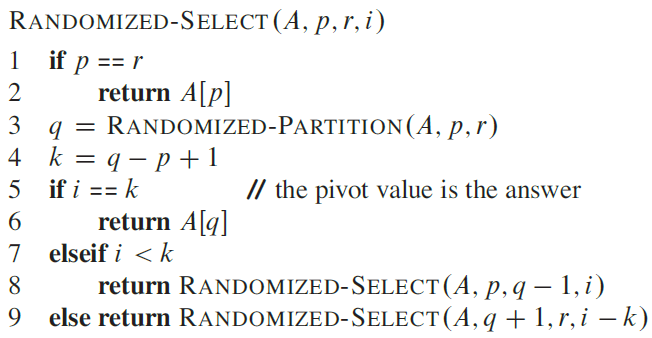 RANDOMIZED-SELECT(A, p, r, i)
1 if p == r
2 return A[p]
3 q = RANDOMIZED-PARTITION(A, p, r)
4 k = q − p + 1
5 if i == k // the pivot value is the answer
6 return A[q]
7 elseif i < k
8 return RANDOMIZED-SELECT(A, p, q − 1, i)
9 else return RANDOMIZED-SELECT(A, q + 1, r, i − k)